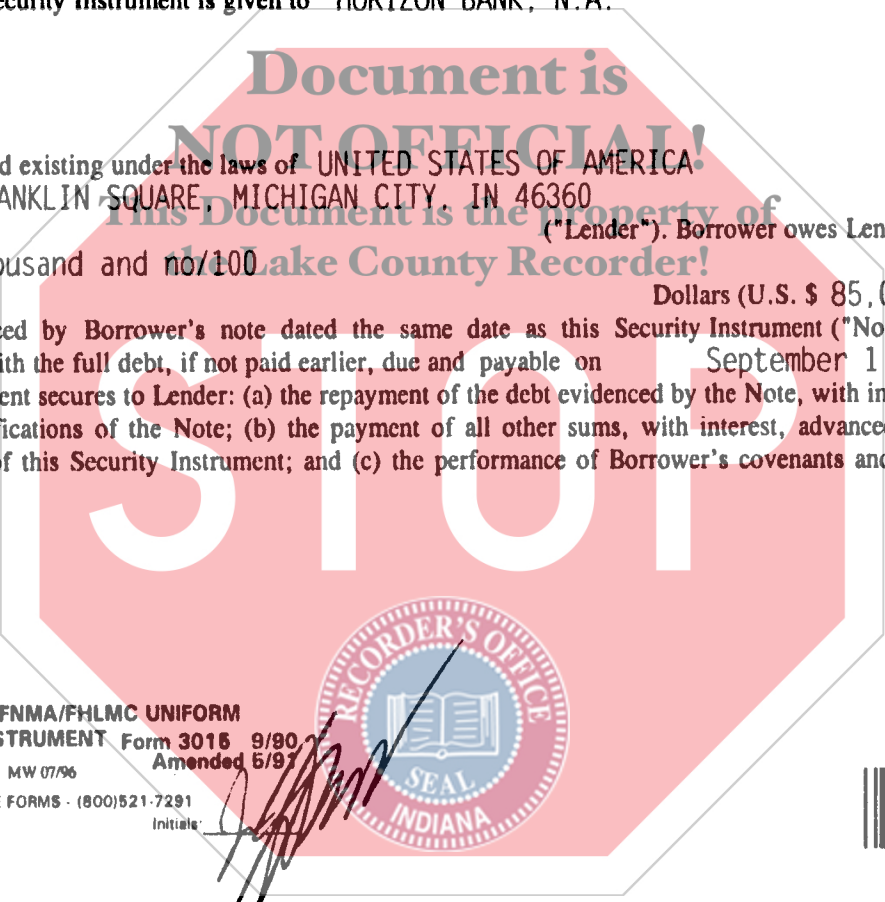 ecurity Instrument is given to HORIZON BANK, N.A.
Document is
NOT OFFICIAL!
d existing under the laws of UNITED STATES OF AMERICA
ANKLIN SQUARE, MICHIGAN CITY, IN 46360
This Document is the property of
("Lender"). Borrower owes Len
the Lake County Recorder!
ousand and no/100
Dollars (U.S. $ 85,0
ced by Borrower's note dated the same date as this Security Instrument ("No
ith the full debt, if not paid earlier, due and payable on September 1
ent secures to Lender: (a) the repayment of the debt evidenced by the Note, with in
fications of the Note; (b) the payment of all other sums, with interest, advanced
f this Security Instrument; and (c) the performance of Borrower's covenants and
STOP
RECORDER'S OFFICE
SEAL
INDIANA
FNMA/FHLMC UNIFORM
STRUMENT Form 3015 9/90
Amended 5/91
MW 07/96
E FORMS - (800)521-7291
Initials: